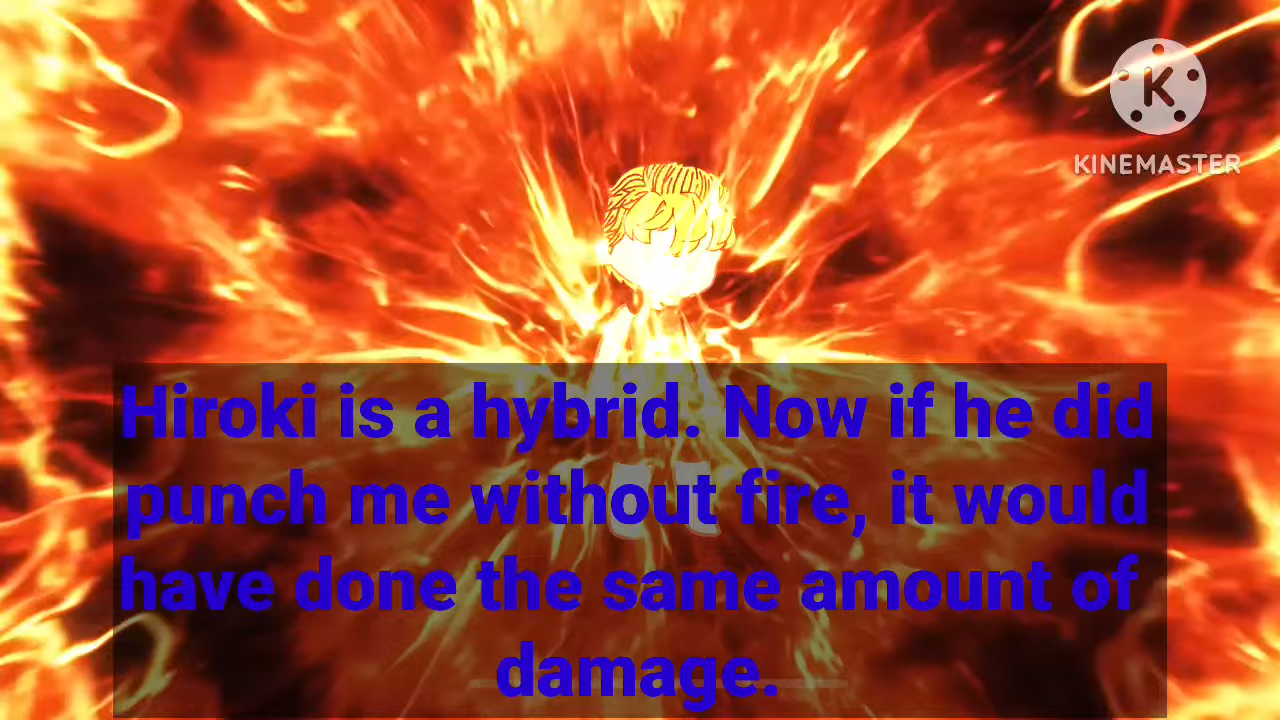 K
KINEMASTER
Hiroki is a hybrid. Now if he did
punch me without fire, it would
have done the same amount of
damage.